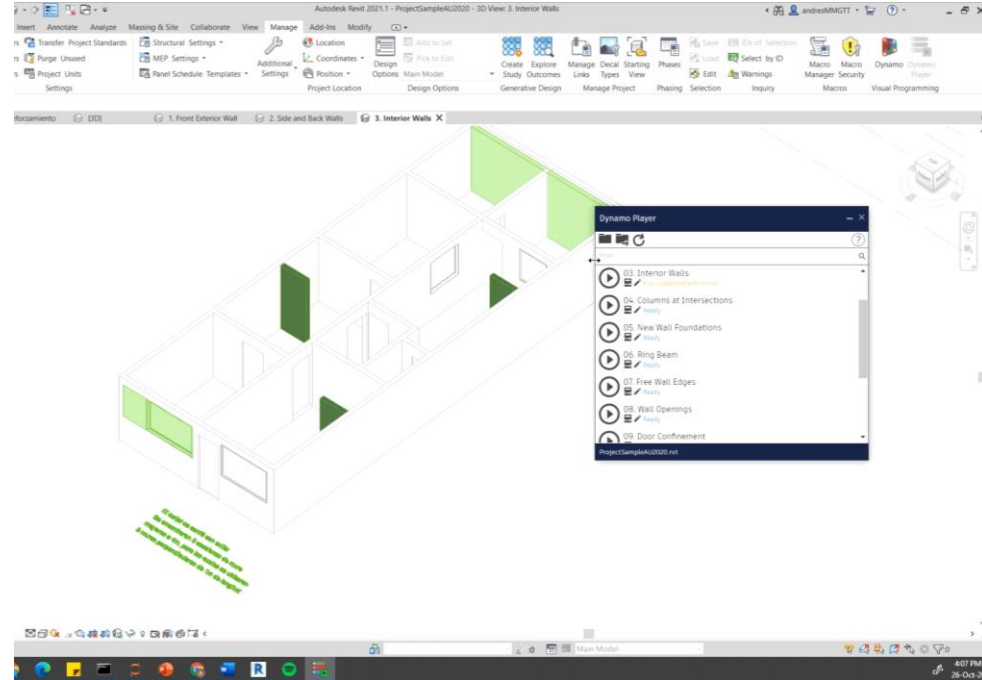 Autodesk Revit 2021.1 - ProjectSampleAU2020 - 3D View: 3. Interior Walls
andresMMGTT
Insert Annotate Analyze Massing & Site Collaborate View Manage Add-Ins Modify
Transfer Project Standards
Purge Unused
Project Units
Structural Settings
MEP Settings
Panel Schedule Templates
Additional Settings
Location
Coordinates
Position
Design Options
Add to Set
Pick to Edit
Main Model
Create Study
Explore Outcomes
Manage Links
Decal Types
Starting View
Phases
Save
Load
Edit
IDs of Selection
Select by ID
Warnings
Macro Manager
Macro Security
Dynamo
Dynamo Player
Settings
Project Location
Design Options
Generative Design
Manage Project
Phasing
Selection
Inquiry
Macros
Visual Programming
{3D}
1. Front Exterior Wall
2. Side and Back Walls
3. Interior Walls
Dynamo Player
03. Interior Walls
04. Columns at Intersections
Ready
05. New Wall Foundations
Ready
06. Ring Beam
Ready
07. Free Wall Edges
Ready
08. Wall Openings
Ready
09. Door Confinement
ProjectSampleAU2020.rvt
:0
Main Model
4:07 PM